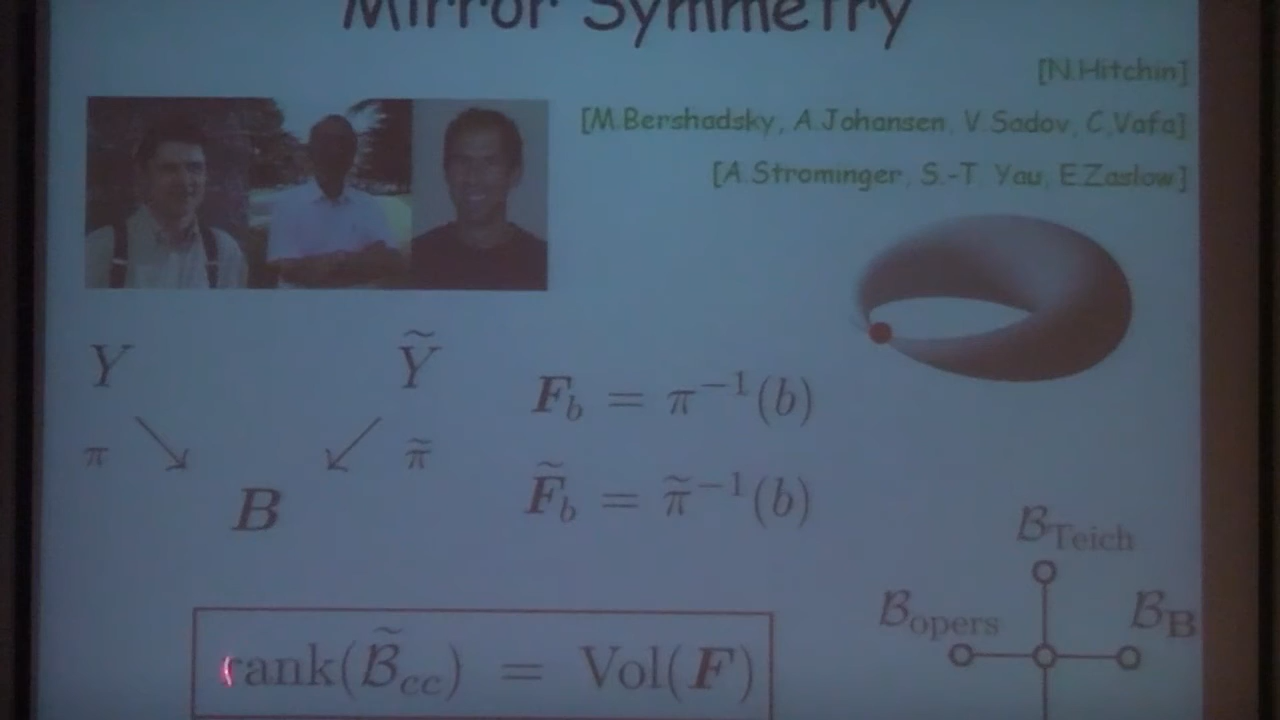 Mirror Symmetry
[N.Hitchin]
[M.Bershadsky, A.Johansen, V.Sadov, C.Vafa]
[A.Strominger, S.-T. Yau, E.Zaslow]
Y Ỹ
π π̃
B
F_b = π^{-1}(b)
F̃_b = π̃^{-1}(b)
rank(B̃_cc) = Vol(F)
B_Teich
B_opers B_B